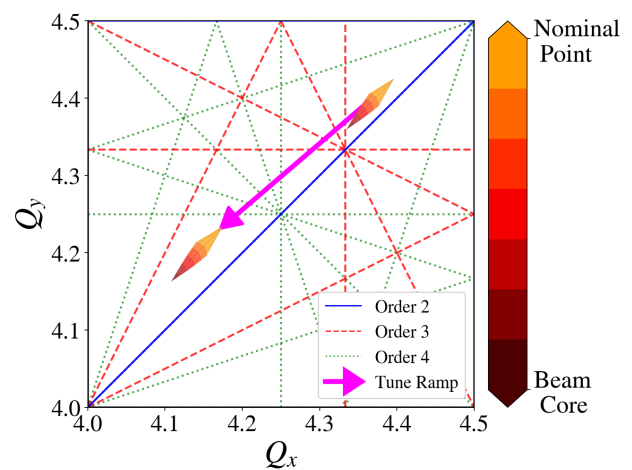 4.5
4.4
4.3
4.2
4.1
4.0
Q_y
4.0 4.1 4.2 4.3 4.4 4.5
Q_x
Order 2
Order 3
Order 4
Tune Ramp
Nominal
Point
Beam
Core